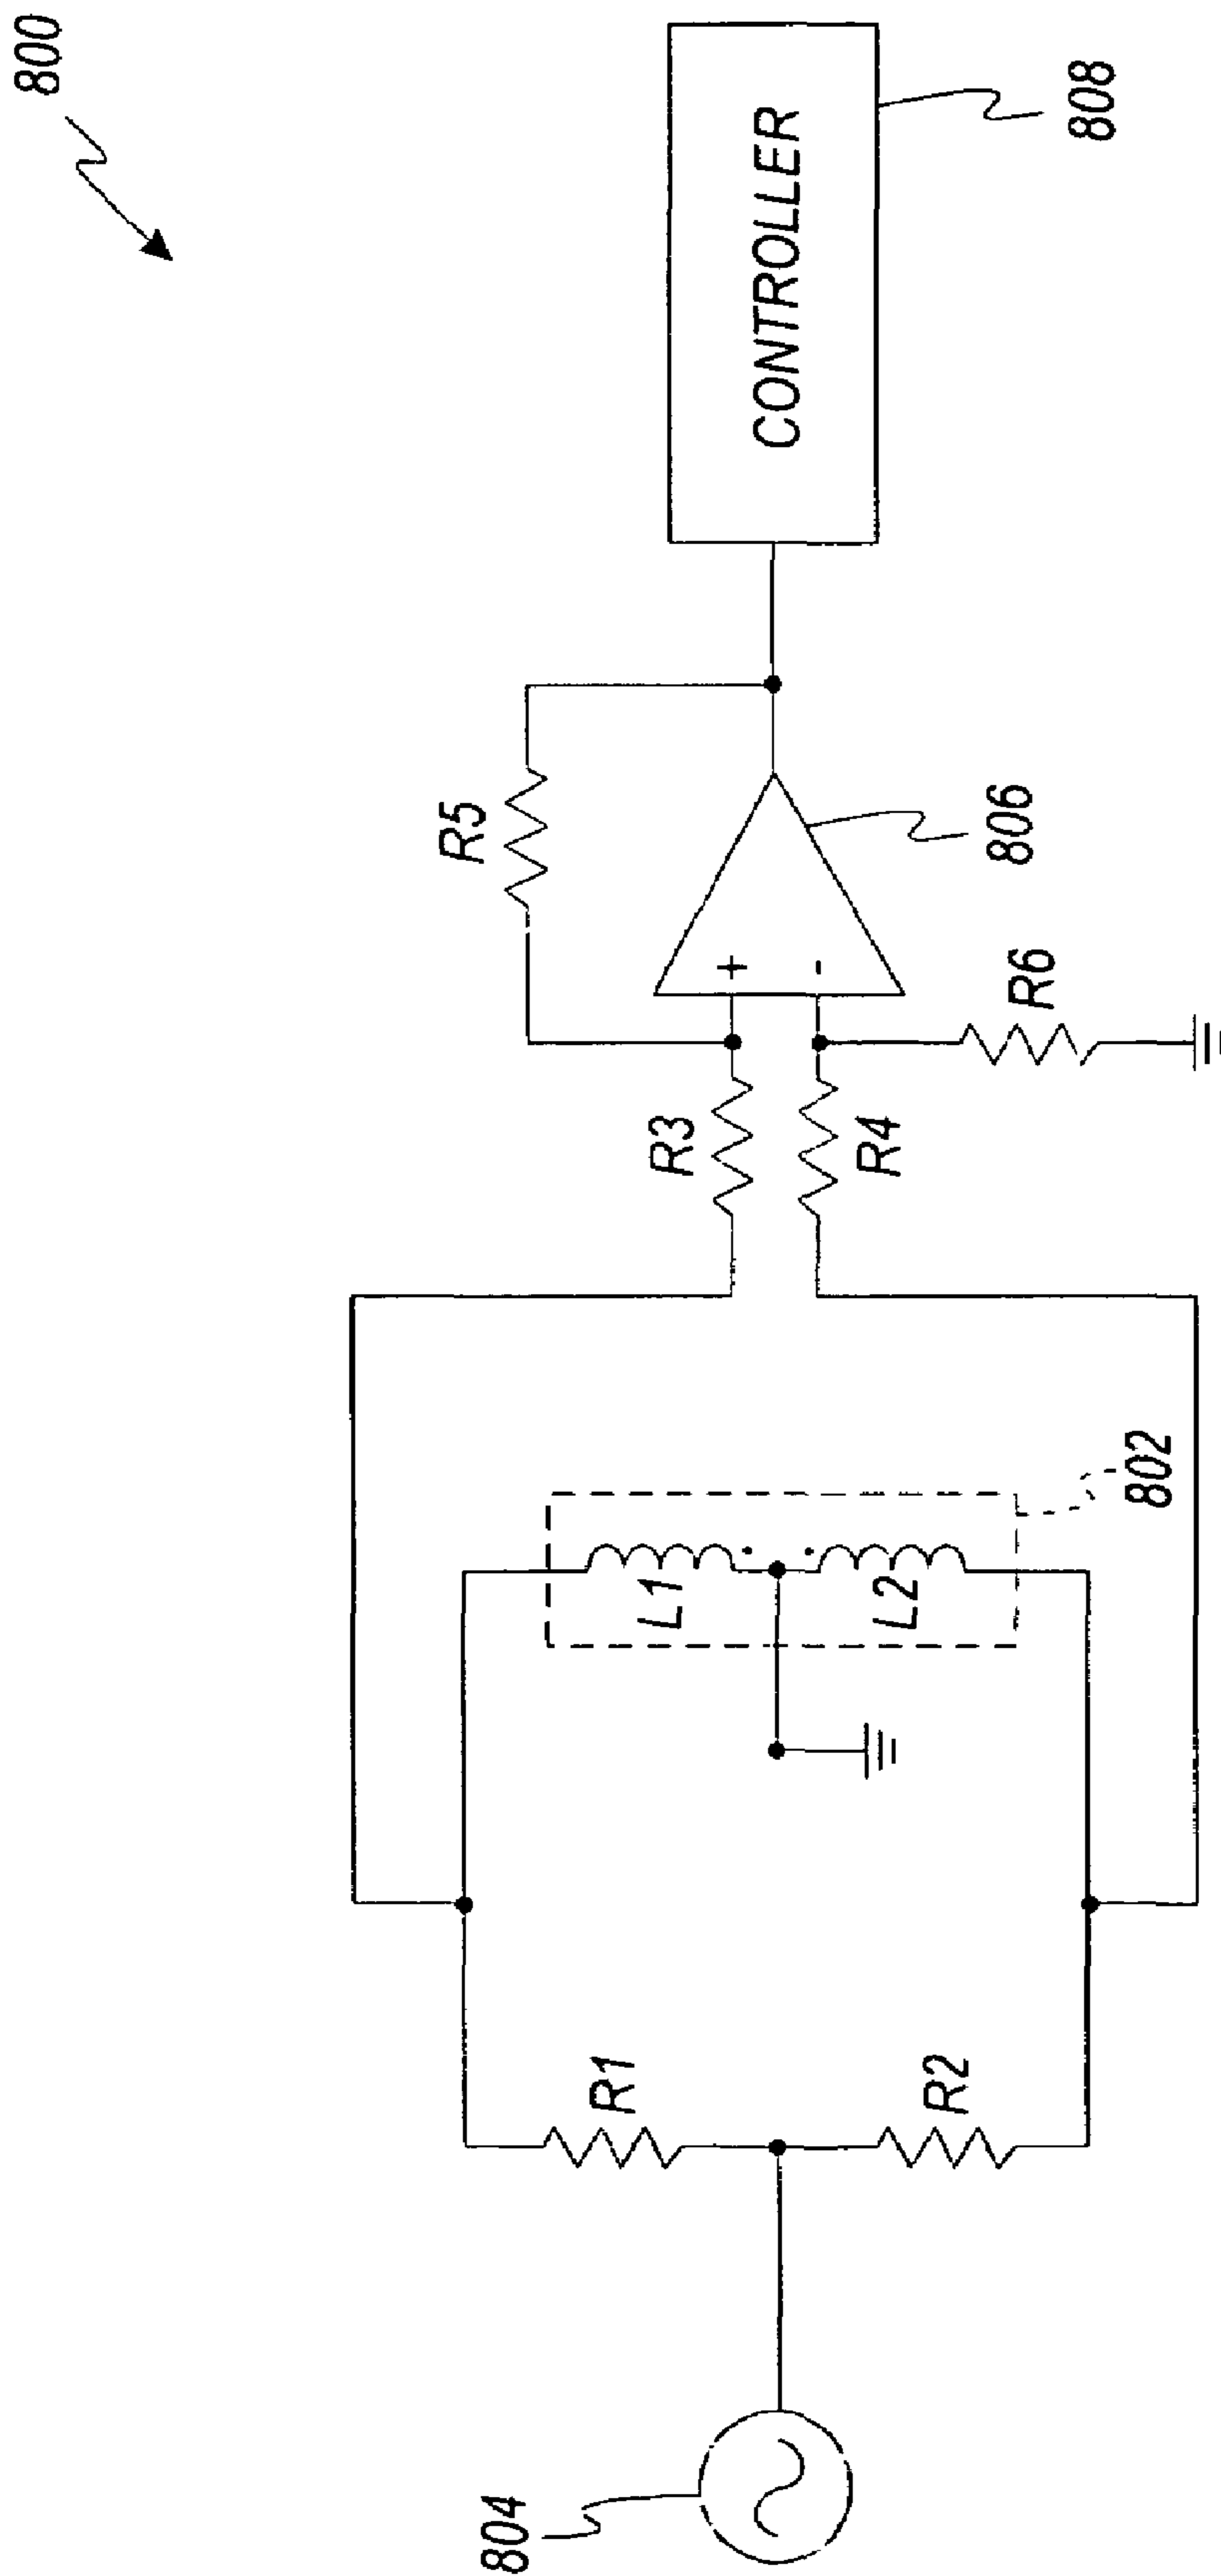 800
CONTROLLER
808
R5
806
+
-
R6
R3
R4
802
L1
L2
R1
R2
804